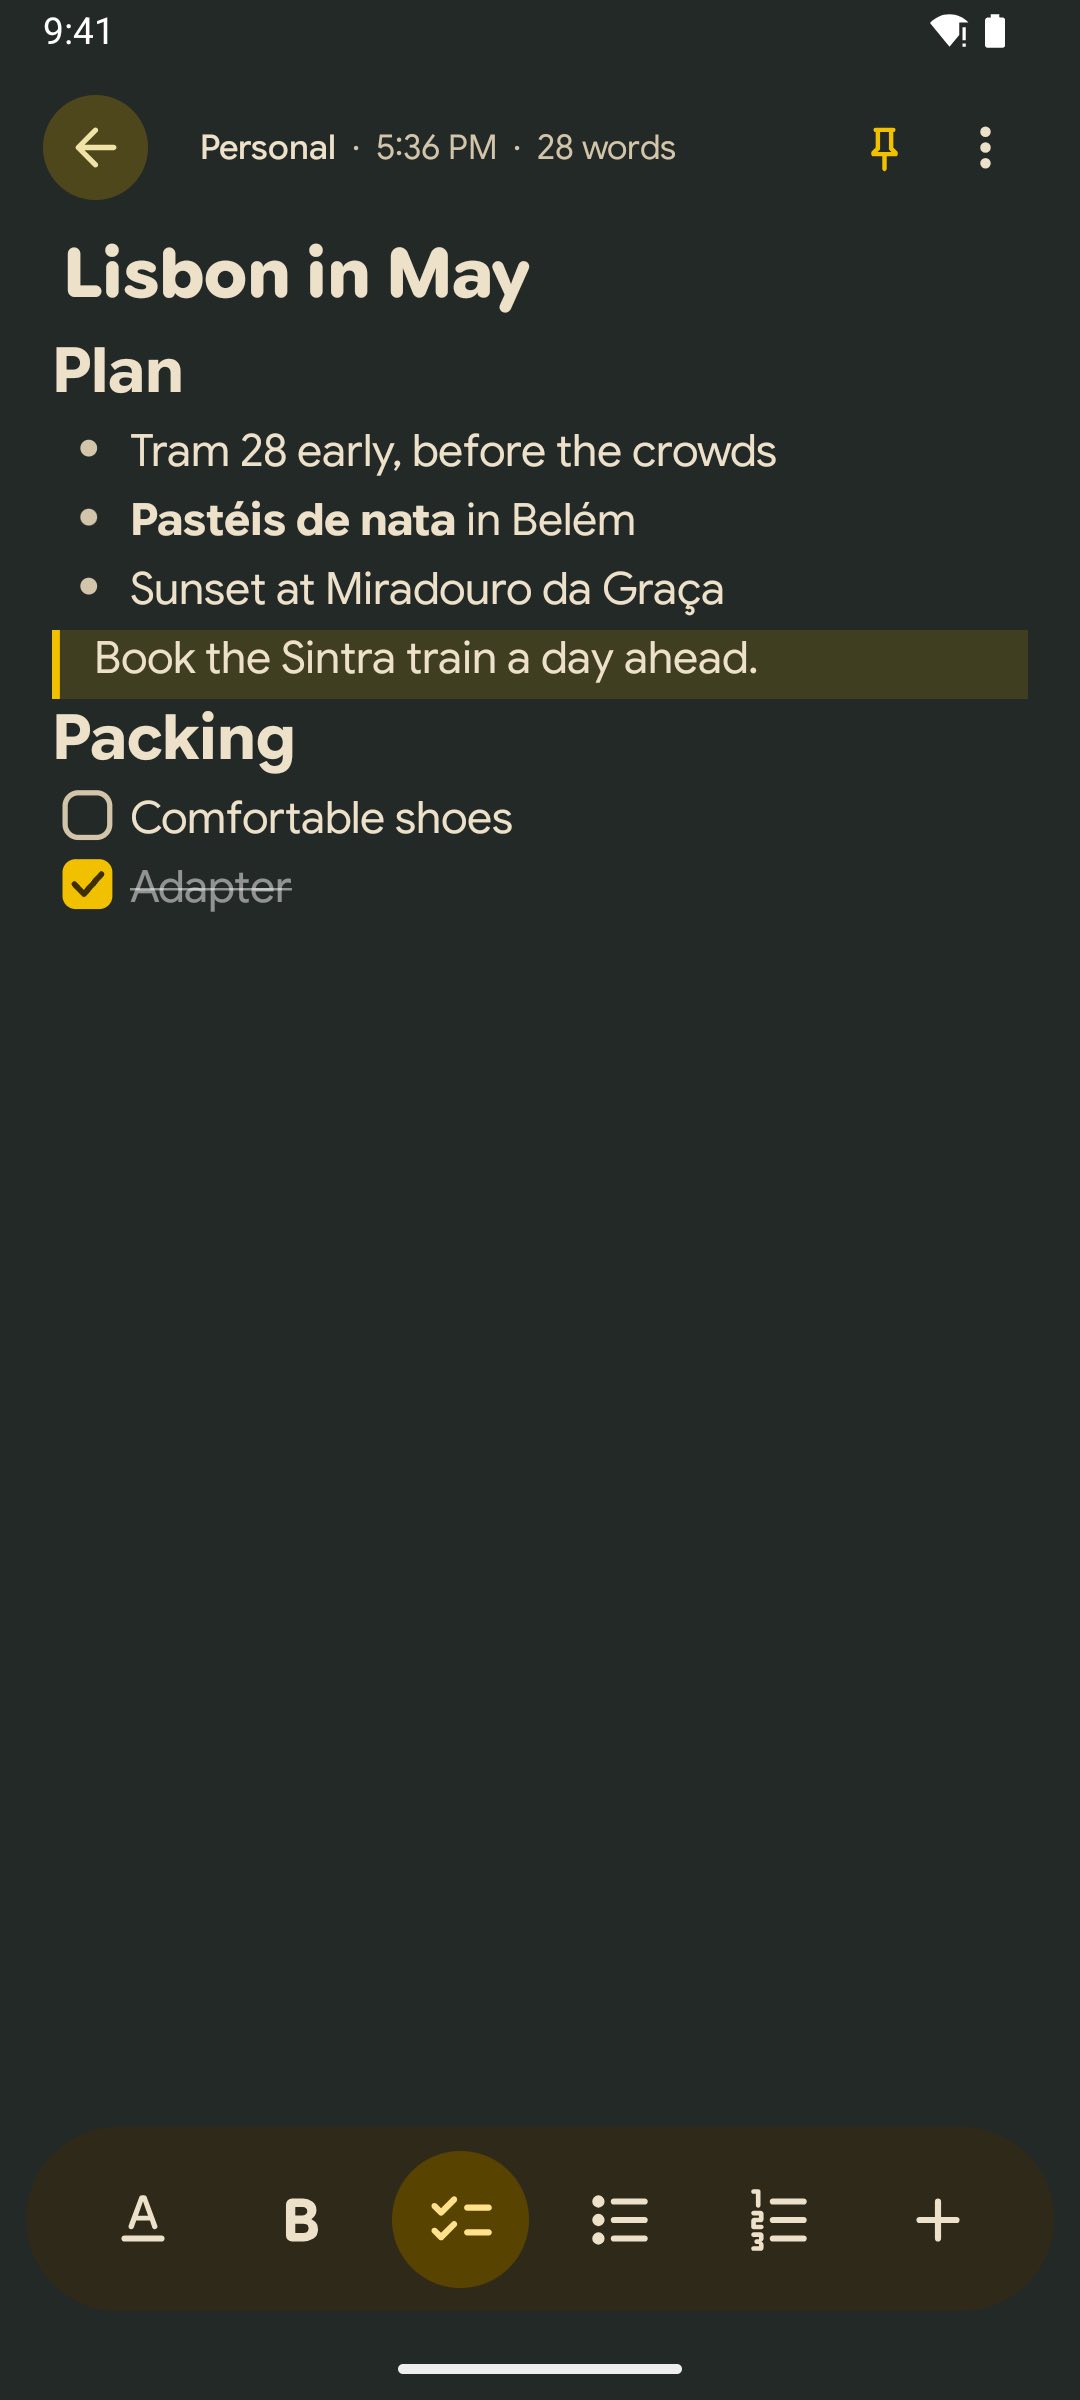 9:41
Personal · 5:36 PM · 28 words
Lisbon in May
Plan
Tram 28 early, before the crowds
Pastéis de nata in Belém
Sunset at Miradouro da Graça
Book the Sintra train a day ahead.
Packing
Comfortable shoes
Adapter